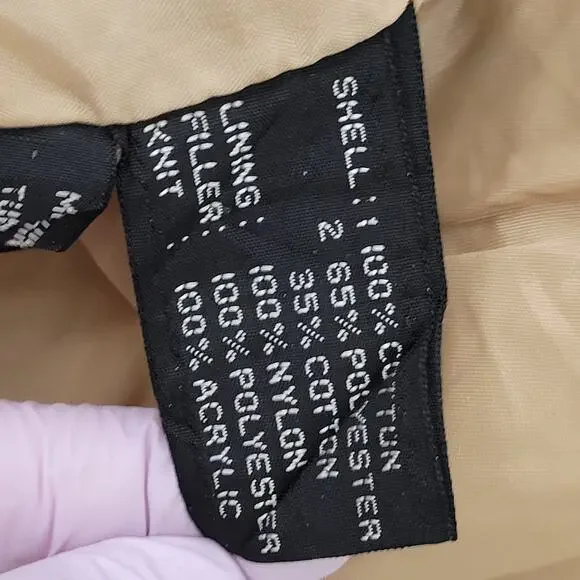 SHELL : 1 100% COTTON
2 65% POLYESTER
35% COTTON
LINING : 100% NYLON
FILLER : 100% POLYESTER
KNIT : 100% ACRYLIC